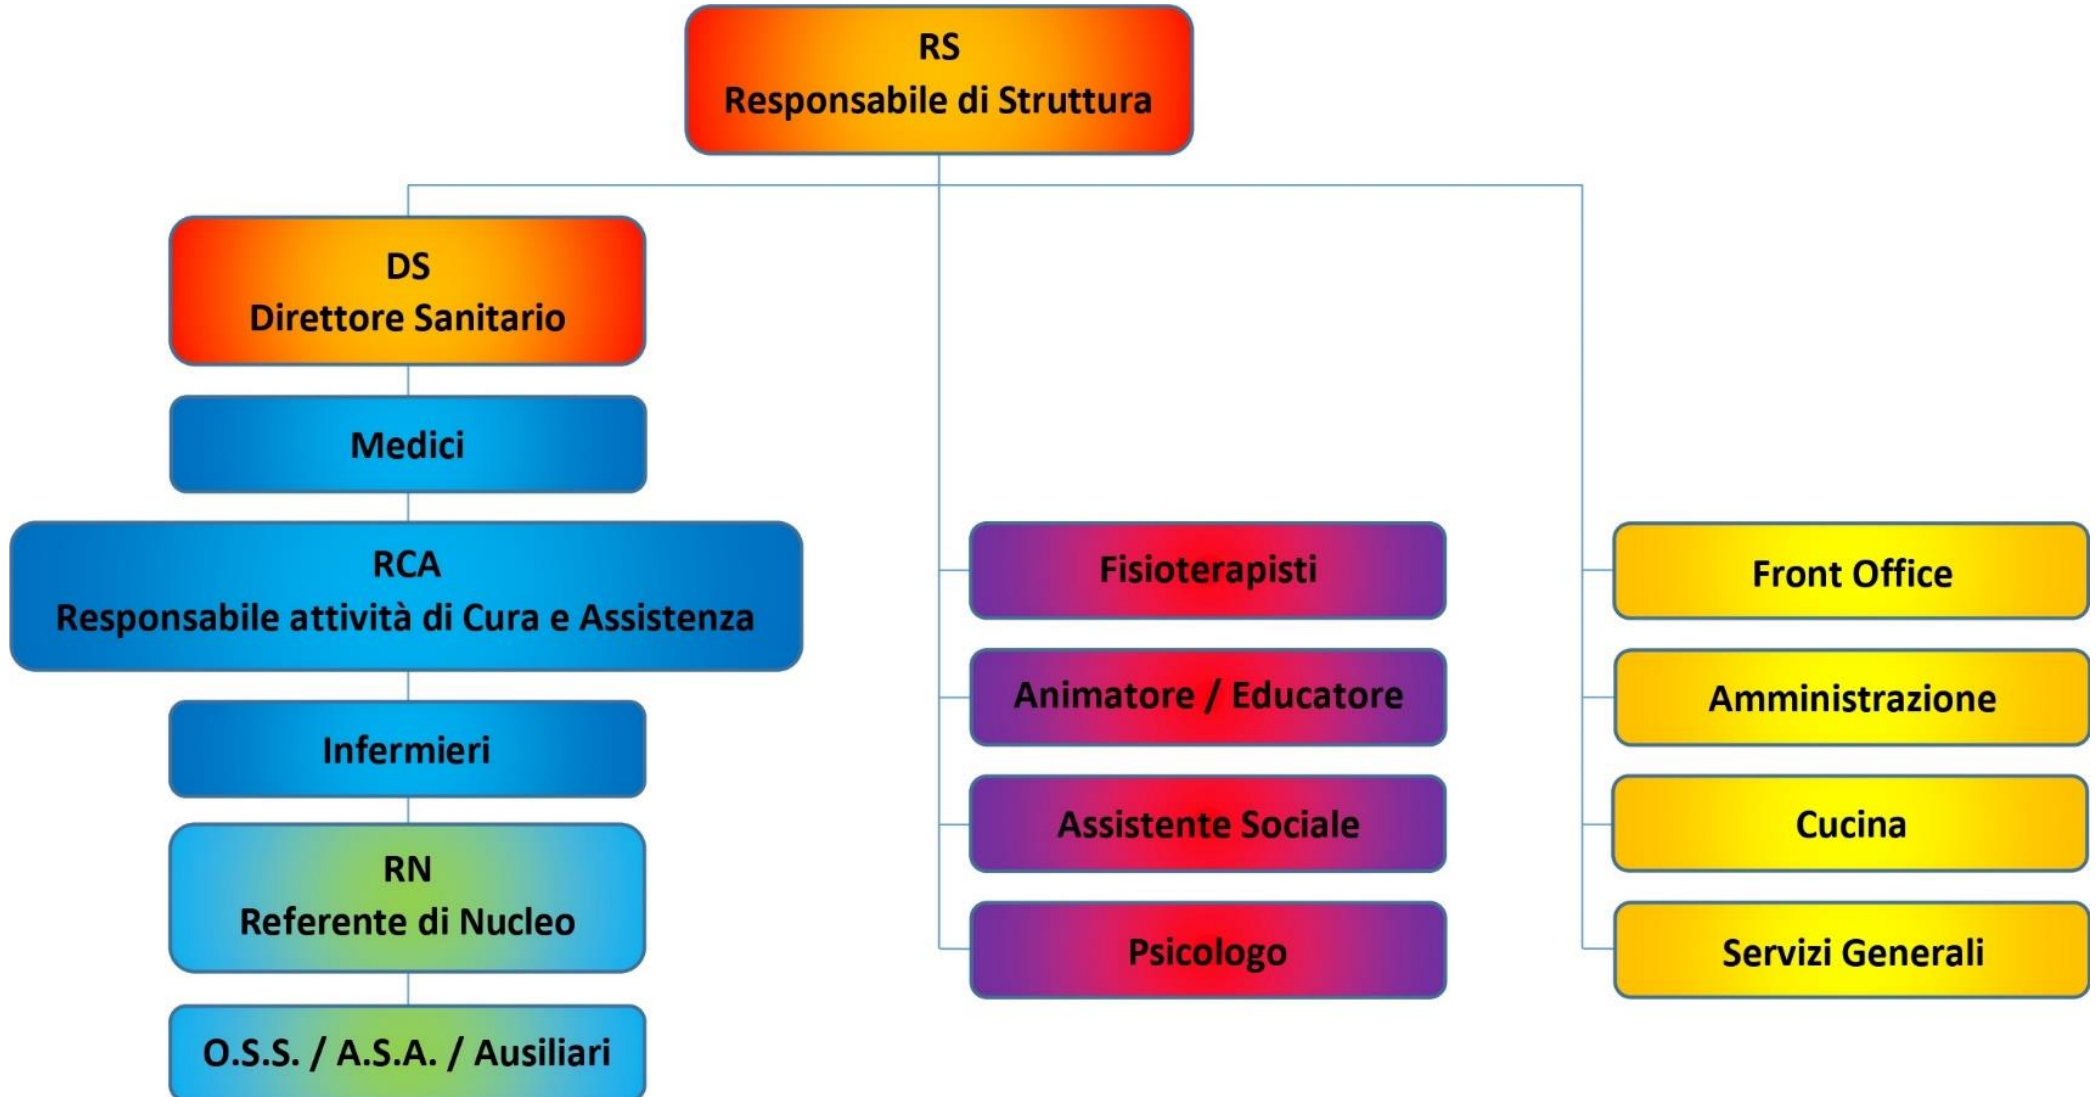 RS
Responsabile di Struttura
DS
Direttore Sanitario
Medici
RCA
Responsabile attività di Cura e Assistenza
Infermieri
RN
Referente di Nucleo
O.S.S. / A.S.A. / Ausiliari
Fisioterapisti
Animatore / Educatore
Assistente Sociale
Psicologo
Front Office
Amministrazione
Cucina
Servizi Generali